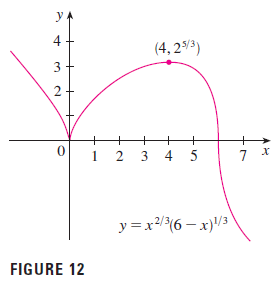 y
4
(4, 2^{5/3})
3
2
0 1 2 3 4 5 7 x
y = x^{2/3}(6 − x)^{1/3}
FIGURE 12